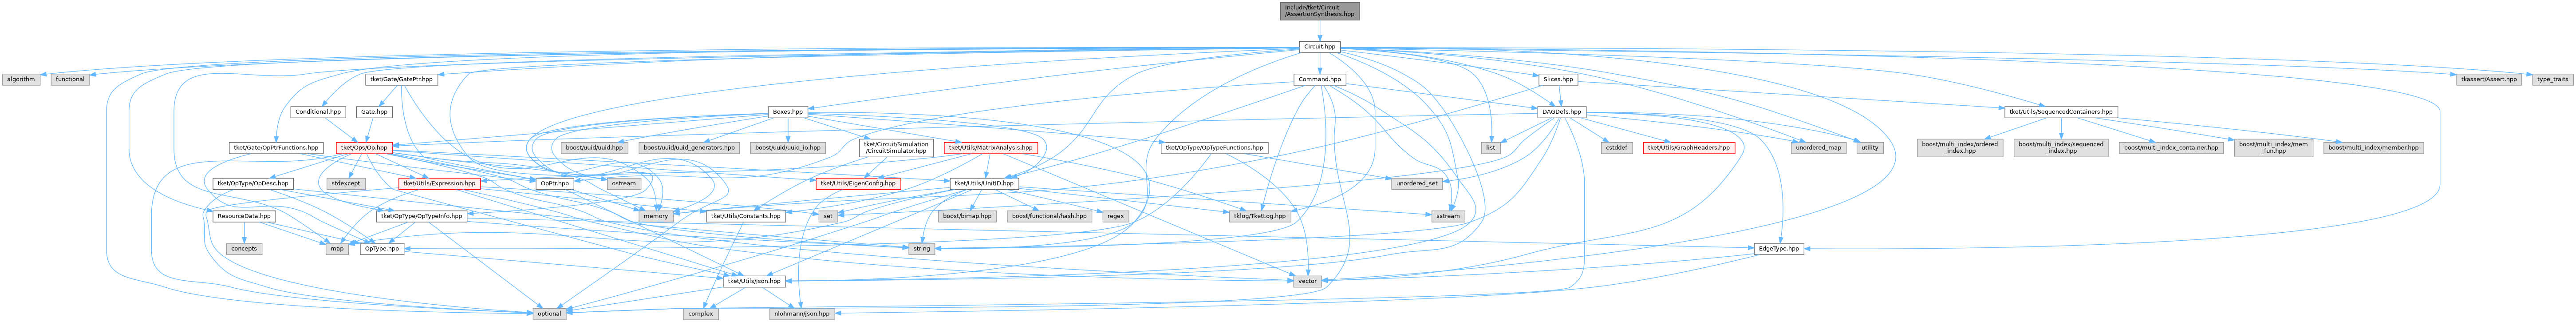 include/tket/Circuit
/AssertionSynthesis.hpp
Circuit.hpp
algorithm
functional
tket/Gate/GatePtr.hpp
Command.hpp
Slices.hpp
tkassert/Assert.hpp
type_traits
Conditional.hpp
Gate.hpp
Boxes.hpp
DAGDefs.hpp
tket/Utils/SequencedContainers.hpp
tket/Gate/OpPtrFunctions.hpp
tket/Ops/Op.hpp
boost/uuid/uuid.hpp
boost/uuid/uuid_generators.hpp
boost/uuid/uuid_io.hpp
tket/Circuit/Simulation
/CircuitSimulator.hpp
tket/Utils/MatrixAnalysis.hpp
tket/OpType/OpTypeFunctions.hpp
list
cstddef
tket/Utils/GraphHeaders.hpp
unordered_map
utility
boost/multi_index/ordered
_index.hpp
boost/multi_index/sequenced
_index.hpp
boost/multi_index_container.hpp
boost/multi_index/mem
_fun.hpp
boost/multi_index/member.hpp
tket/OpType/OpDesc.hpp
stdexcept
tket/Utils/Expression.hpp
OpPtr.hpp
ostream
tket/Utils/EigenConfig.hpp
tket/Utils/UnitID.hpp
unordered_set
ResourceData.hpp
tket/OpType/OpTypeInfo.hpp
memory
tket/Utils/Constants.hpp
set
boost/bimap.hpp
boost/functional/hash.hpp
regex
tklog/TketLog.hpp
sstream
concepts
map
OpType.hpp
string
EdgeType.hpp
tket/Utils/Json.hpp
vector
optional
complex
nlohmann/json.hpp